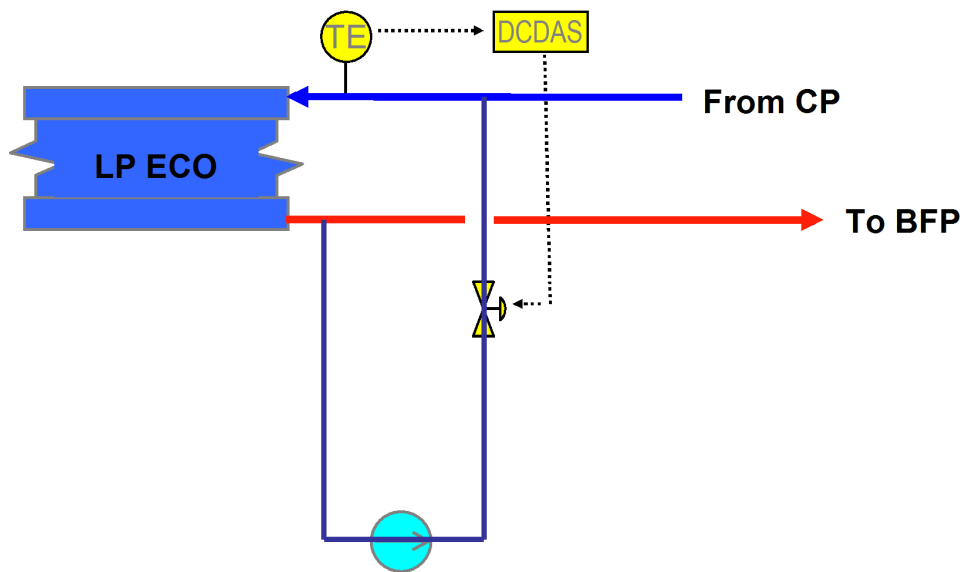 TE
DCDAS
From CP
LP ECO
To BFP